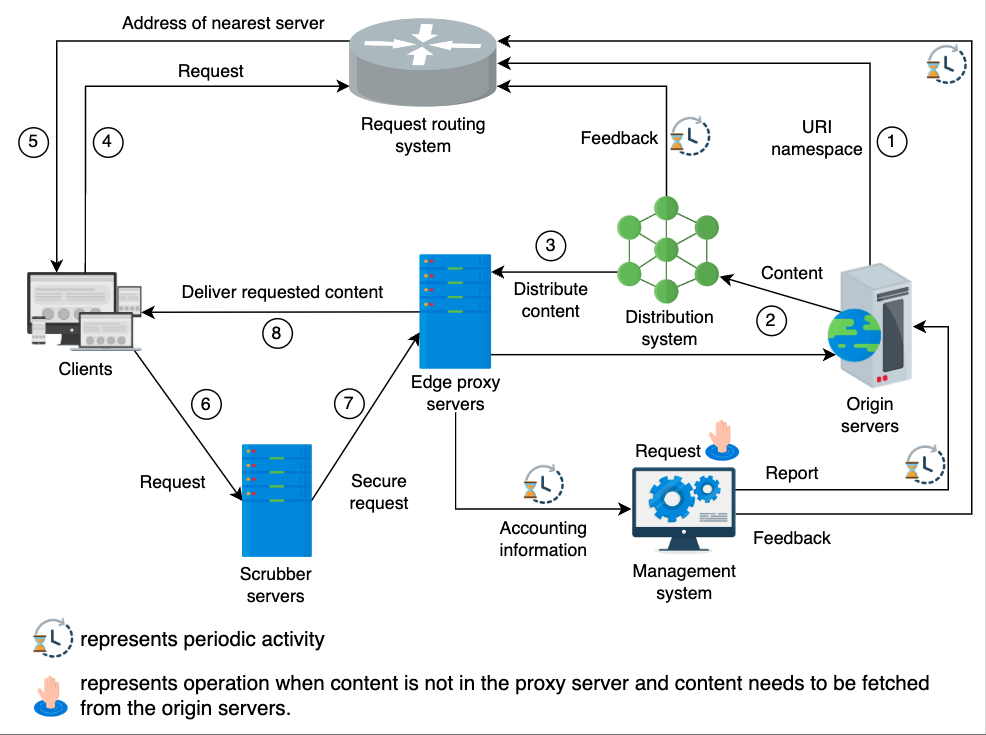 Address of nearest server
Request
5
4
Request routing
system
Feedback
URI
namespace
1
3
Content
Deliver requested content
Distribute
content
2
Distribution
system
8
Clients
Edge proxy
servers
Origin
servers
6
7
Request
Request
Secure
request
Report
Accounting
information
Feedback
Scrubber
servers
Management
system
represents periodic activity
represents operation when content is not in the proxy server and content needs to be fetched
from the origin servers.